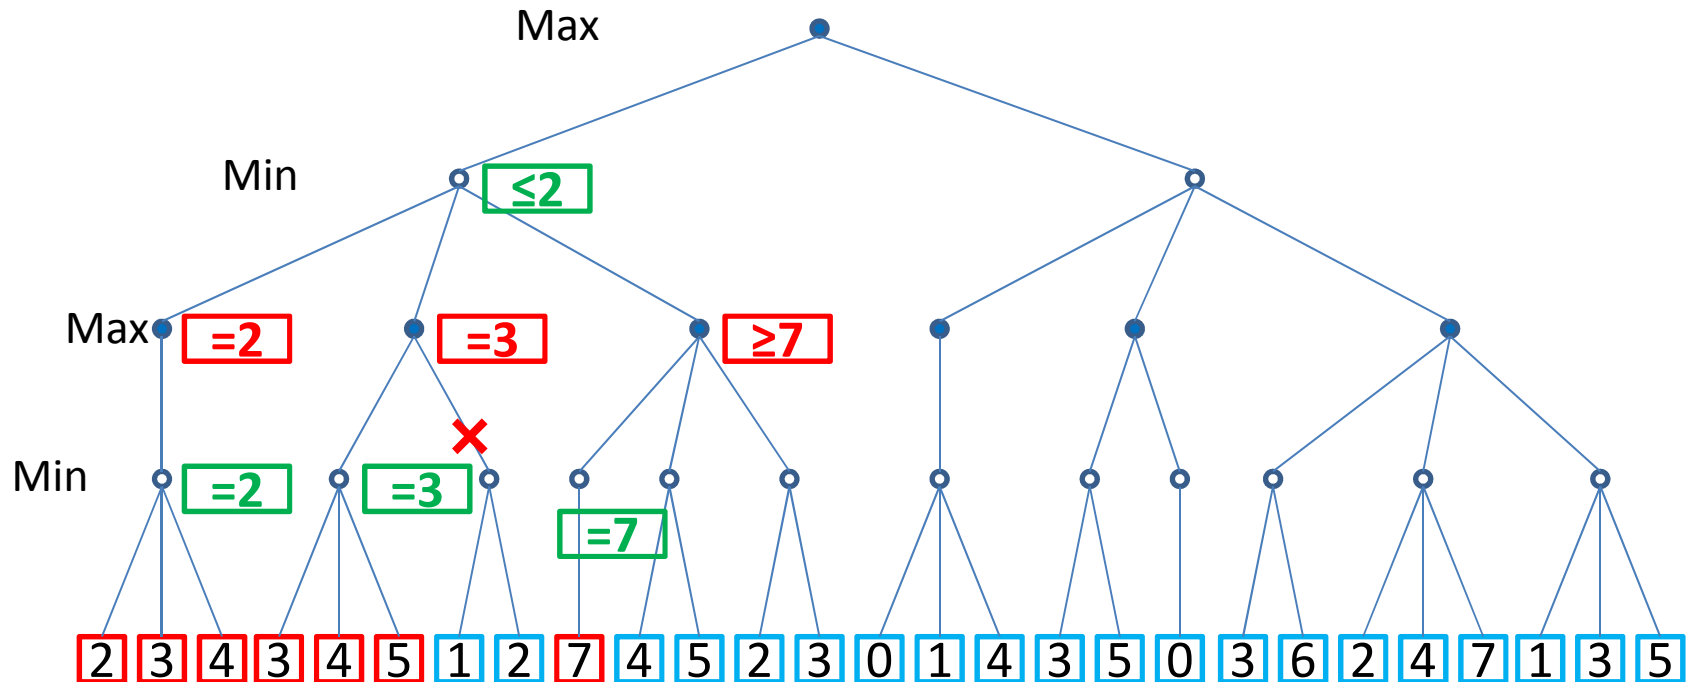 Max
Min ≤2
Max =2 =3 ≥7
Min =2 =3
=7
2 3 4 3 4 5 1 2 7 4 5 2 3 0 1 4 3 5 0 3 6 2 4 7 1 3 5